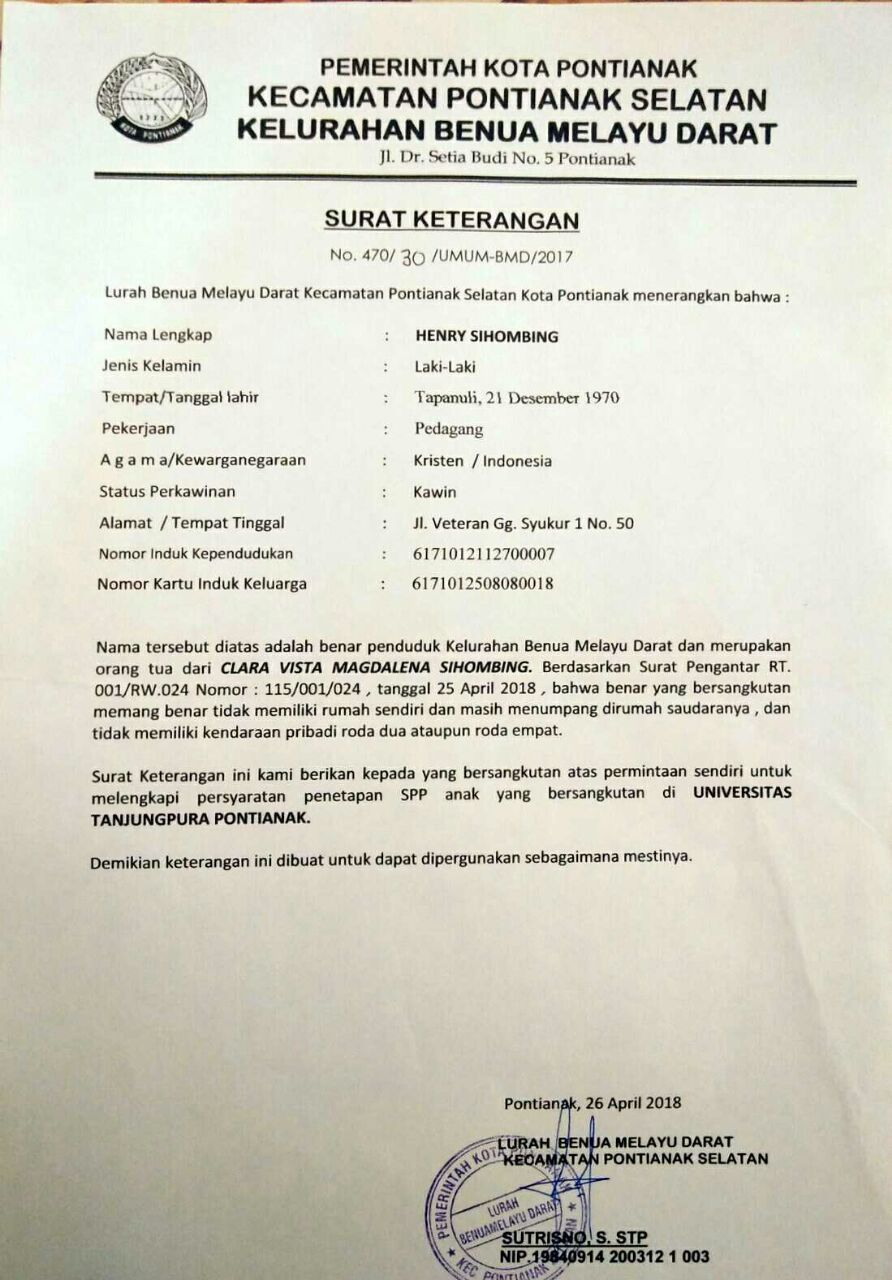 PEMERINTAH KOTA PONTIANAK
KECAMATAN PONTIANAK SELATAN
KELURAHAN BENUA MELAYU DARAT
Jl. Dr. Setia Budi No. 5 Pontianak
KOTA PONTIANAK
SURAT KETERANGAN
No. 470/ 30 /UMUM-BMD/2017
Lurah Benua Melayu Darat Kecamatan Pontianak Selatan Kota Pontianak menerangkan bahwa :
Nama Lengkap : HENRY SIHOMBING
Jenis Kelamin : Laki-Laki
Tempat/Tanggal lahir : Tapanuli, 21 Desember 1970
Pekerjaan : Pedagang
A g a m a/Kewarganegaraan : Kristen / Indonesia
Status Perkawinan : Kawin
Alamat / Tempat Tinggal : Jl. Veteran Gg. Syukur 1 No. 50
Nomor Induk Kependudukan : 6171012112700007
Nomor Kartu Induk Keluarga : 6171012508080018
Nama tersebut diatas adalah benar penduduk Kelurahan Benua Melayu Darat dan merupakan
orang tua dari CLARA VISTA MAGDALENA SIHOMBING. Berdasarkan Surat Pengantar RT.
001/RW.024 Nomor : 115/001/024 , tanggal 25 April 2018 , bahwa benar yang bersangkutan
memang benar tidak memiliki rumah sendiri dan masih menumpang dirumah saudaranya , dan
tidak memiliki kendaraan pribadi roda dua ataupun roda empat.
Surat Keterangan ini kami berikan kepada yang bersangkutan atas permintaan sendiri untuk
melengkapi persyaratan penetapan SPP anak yang bersangkutan di UNIVERSITAS
TANJUNGPURA PONTIANAK.
Demikian keterangan ini dibuat untuk dapat dipergunakan sebagaimana mestinya.
Pontianak, 26 April 2018
LURAH BENUA MELAYU DARAT
KECAMATAN PONTIANAK SELATAN
PEMERINTAH KOTA
LURAH
BENUA MELAYU DARAT
KEC PONTIANAK
SUTRISNO, S. STP
NIP.19840914 200312 1 003